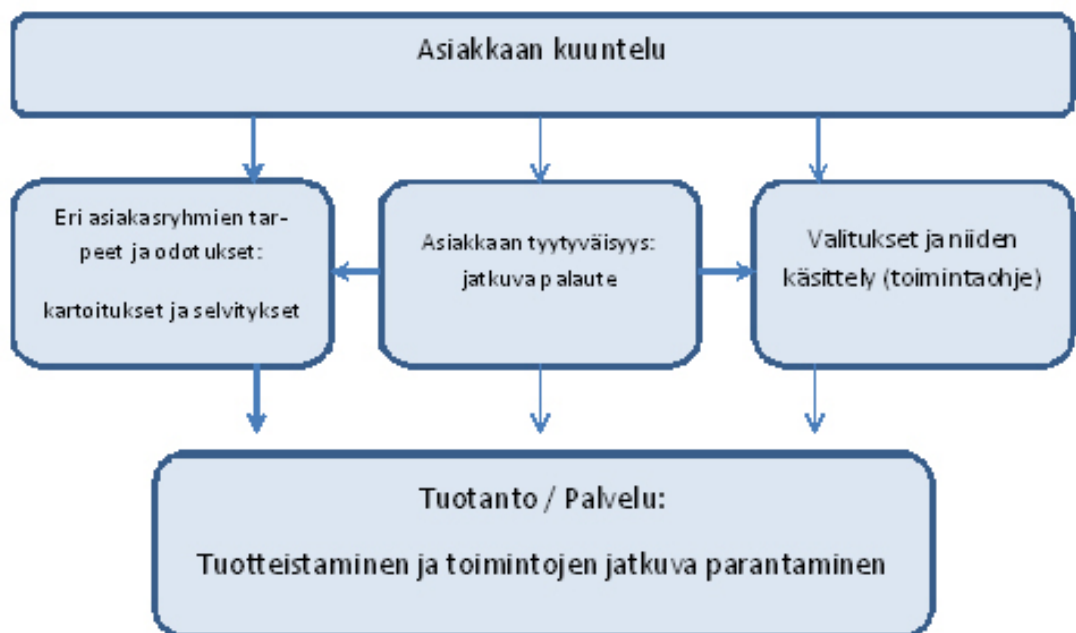 Asiakkaan kuuntelu
Eri asiakasryhmien tar-
peet ja odotukset:
kartoitukset ja selvitykset
Asiakkaan tyytyväisyys:
jatkuva palaute
Valitukset ja niiden
käsittely (toimintaohje)
Tuotanto / Palvelu:
Tuotteistaminen ja toimintojen jatkuva parantaminen